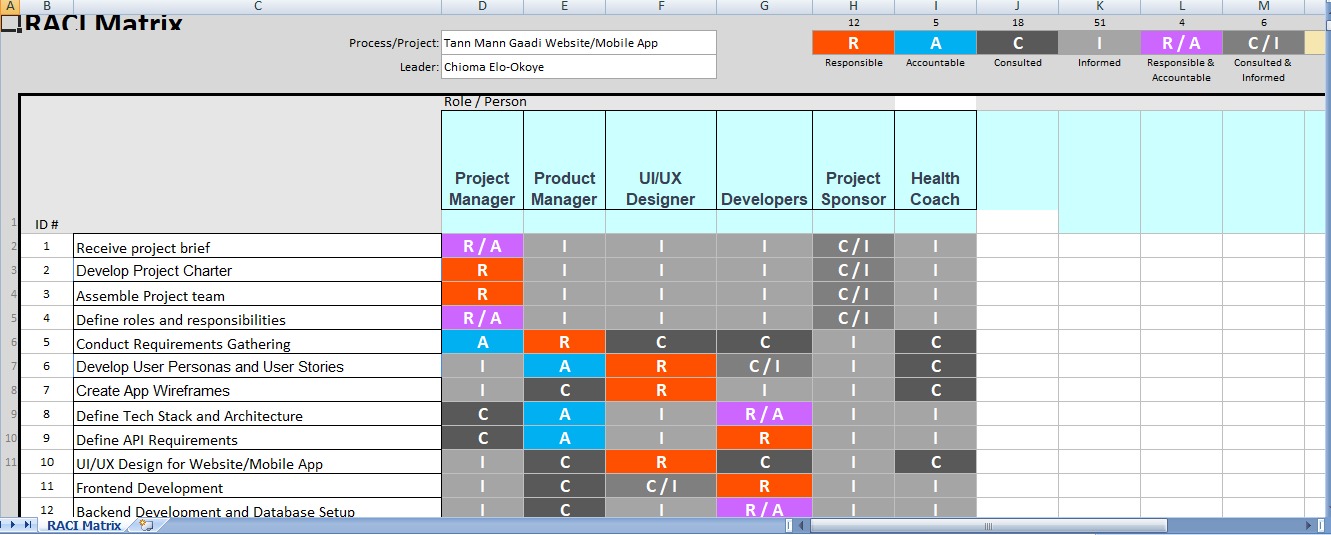 A B C D E F G H I J K L M
RACI Matrix 12 5 18 51 4 6
Process/Project: Tann Mann Gaadi Website/Mobile App R A C I R / A C / I
Leader: Chioma Elo-Okoye Responsible Accountable Consulted Informed Responsible & Accountable Consulted & Informed
Role / Person
Project Manager Product Manager UI/UX Designer Developers Project Sponsor Health Coach
1 ID #
2 1 Receive project brief R / A I I I C / I I
3 2 Develop Project Charter R I I I C / I I
4 3 Assemble Project team R I I I C / I I
5 4 Define roles and responsibilities R / A I I I C / I I
6 5 Conduct Requirements Gathering A R C C I C
7 6 Develop User Personas and User Stories I A R C / I I C
8 7 Create App Wireframes I C R I I C
9 8 Define Tech Stack and Architecture C A I R / A I I
10 9 Define API Requirements C A I R I I
11 10 UI/UX Design for Website/Mobile App I C R C I C
11 Frontend Development I C C / I R I I
12 Backend Development and Database Setup I C I R / A I I
RACI Matrix